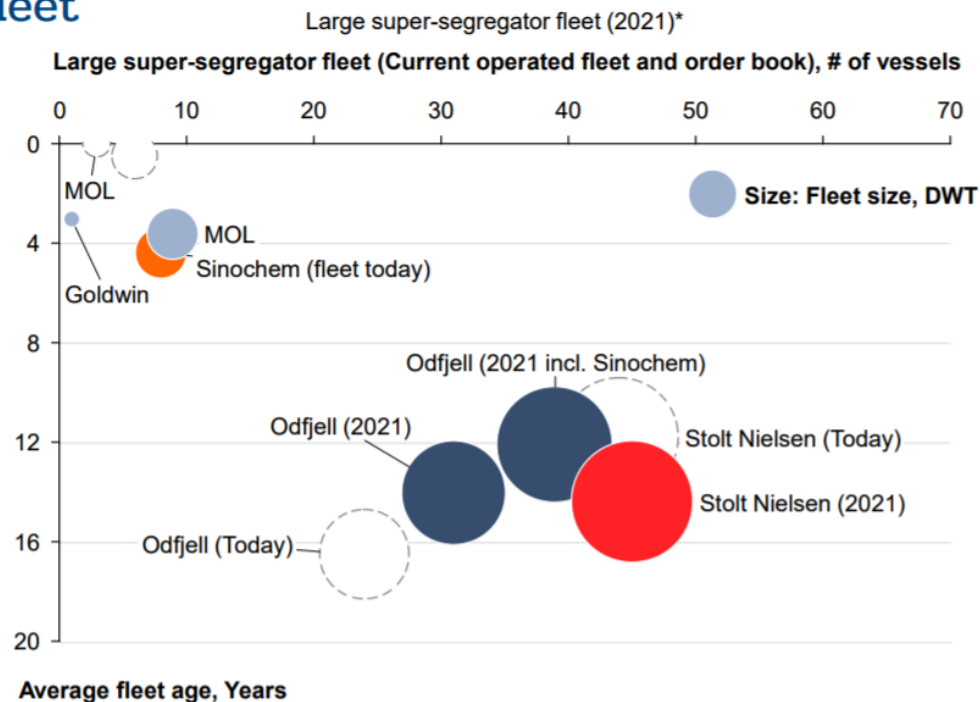 Large super-segregator fleet (2021)*
Large super-segregator fleet (Current operated fleet and order book), # of vessels
0 10 20 30 40 50 60 70
0
MOL
Size: Fleet size, DWT
MOL
4
Sinochem (fleet today)
Goldwin
8
Odfjell (2021 incl. Sinochem)
Odfjell (2021)
12
Stolt Nielsen (Today)
Stolt Nielsen (2021)
16
Odfjell (Today)
20
Average fleet age, Years